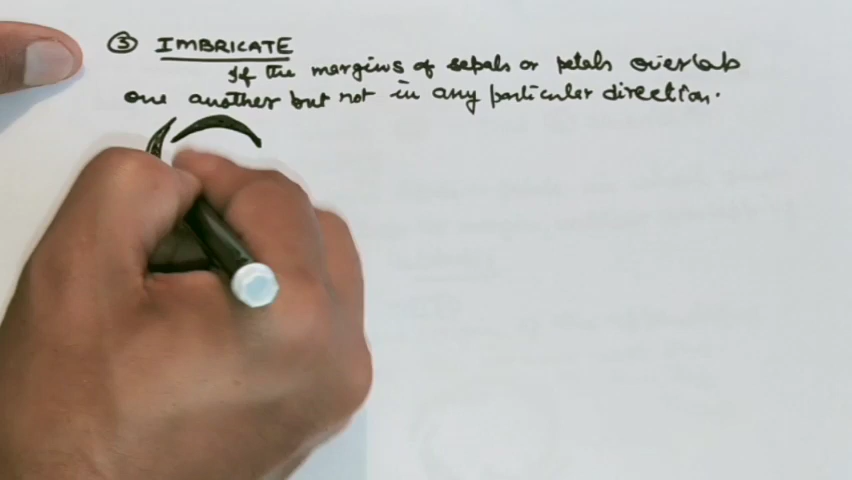 ③ IMBRICATE
If the margins of sepals or petals overlap
one another but not in any particular direction.